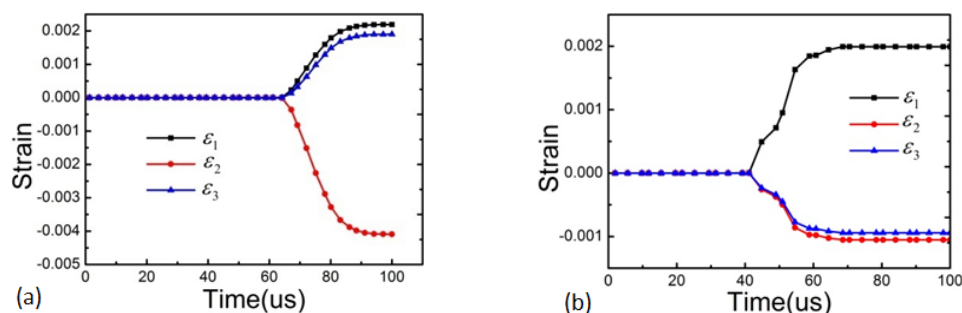 0.002
0.001
0.000
-0.001
-0.002
-0.003
-0.004
-0.005
Strain
ε1
ε2
ε3
0 20 40 60 80 100
Time(us)
(a)
0.002
0.001
0.000
-0.001
Strain
ε1
ε2
ε3
0 20 40 60 80 100
Time(us)
(b)